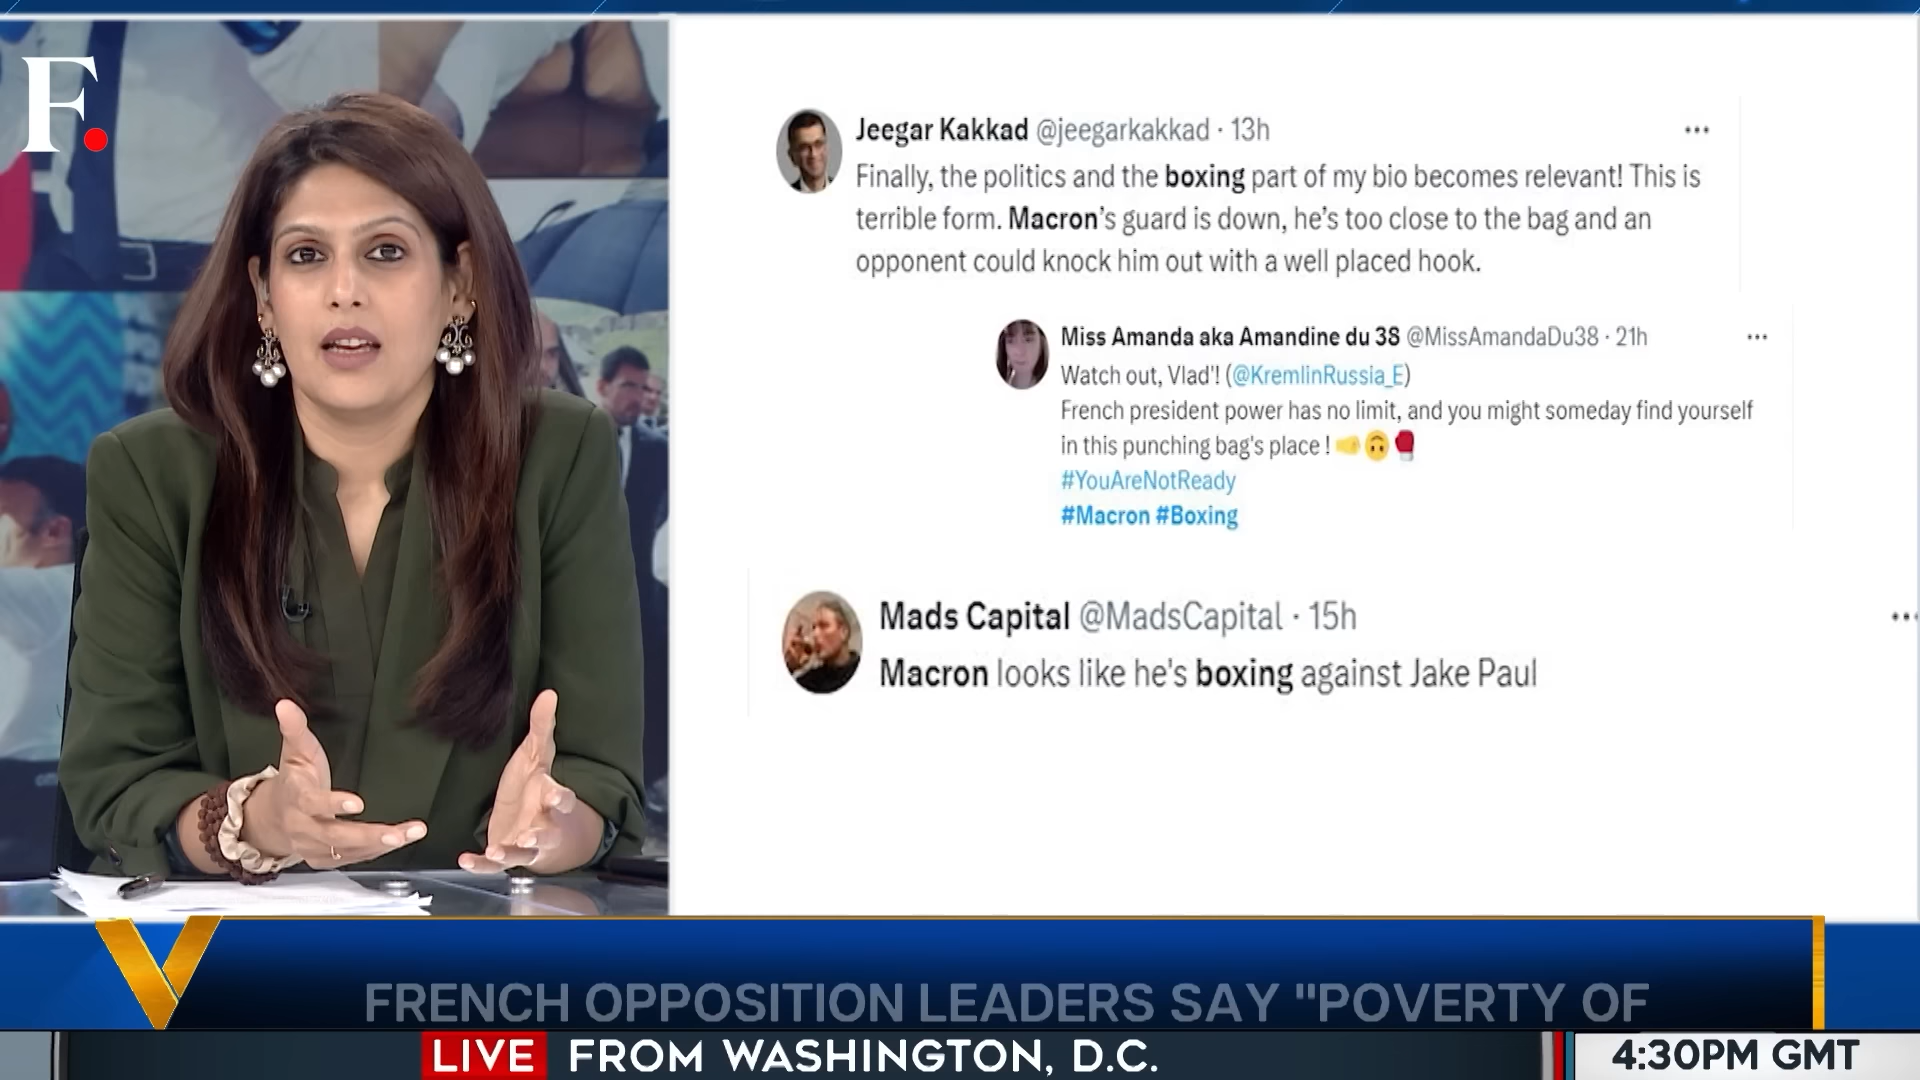 F.
Jeegar Kakkad @jeegarkakkad · 13h
Finally, the politics and the boxing part of my bio becomes relevant! This is
terrible form. Macron's guard is down, he's too close to the bag and an
opponent could knock him out with a well placed hook.
Miss Amanda aka Amandine du 38 @MissAmandaDu38 · 21h
Watch out, Vlad'! (@KremlinRussia_E)
French president power has no limit, and you might someday find yourself
in this punching bag's place ! 🤜🙃🥊
#YouAreNotReady
#Macron #Boxing
Mads Capital @MadsCapital · 15h
Macron looks like he's boxing against Jake Paul
V
FRENCH OPPOSITION LEADERS SAY "POVERTY OF
LIVE FROM WASHINGTON, D.C.
4:30PM GMT